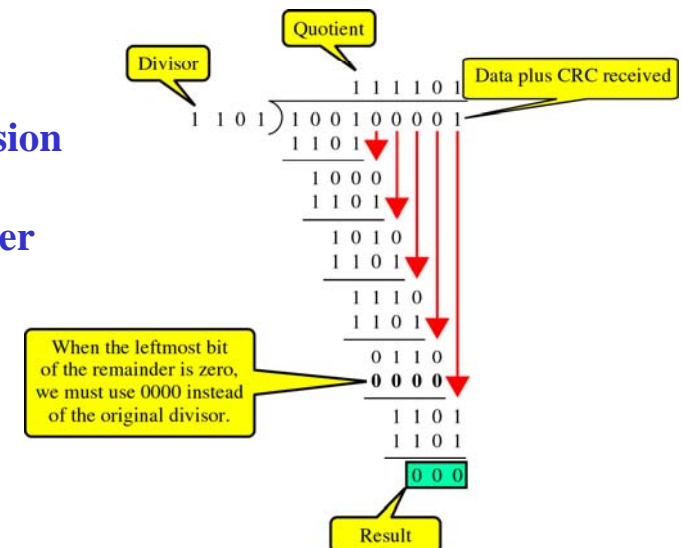 Quotient
Divisor
Data plus CRC received
1 1 1 1 0 1
1 1 0 1 ) 1 0 0 1 0 0 0 0 1
sion
1 1 0 1
1 0 0 0
1 1 0 1
er
1 0 1 0
1 1 0 1
1 1 1 0
1 1 0 1
When the leftmost bit
of the remainder is zero,
we must use 0000 instead
of the original divisor.
0 1 1 0
0 0 0 0
1 1 0 1
1 1 0 1
0 0 0
Result